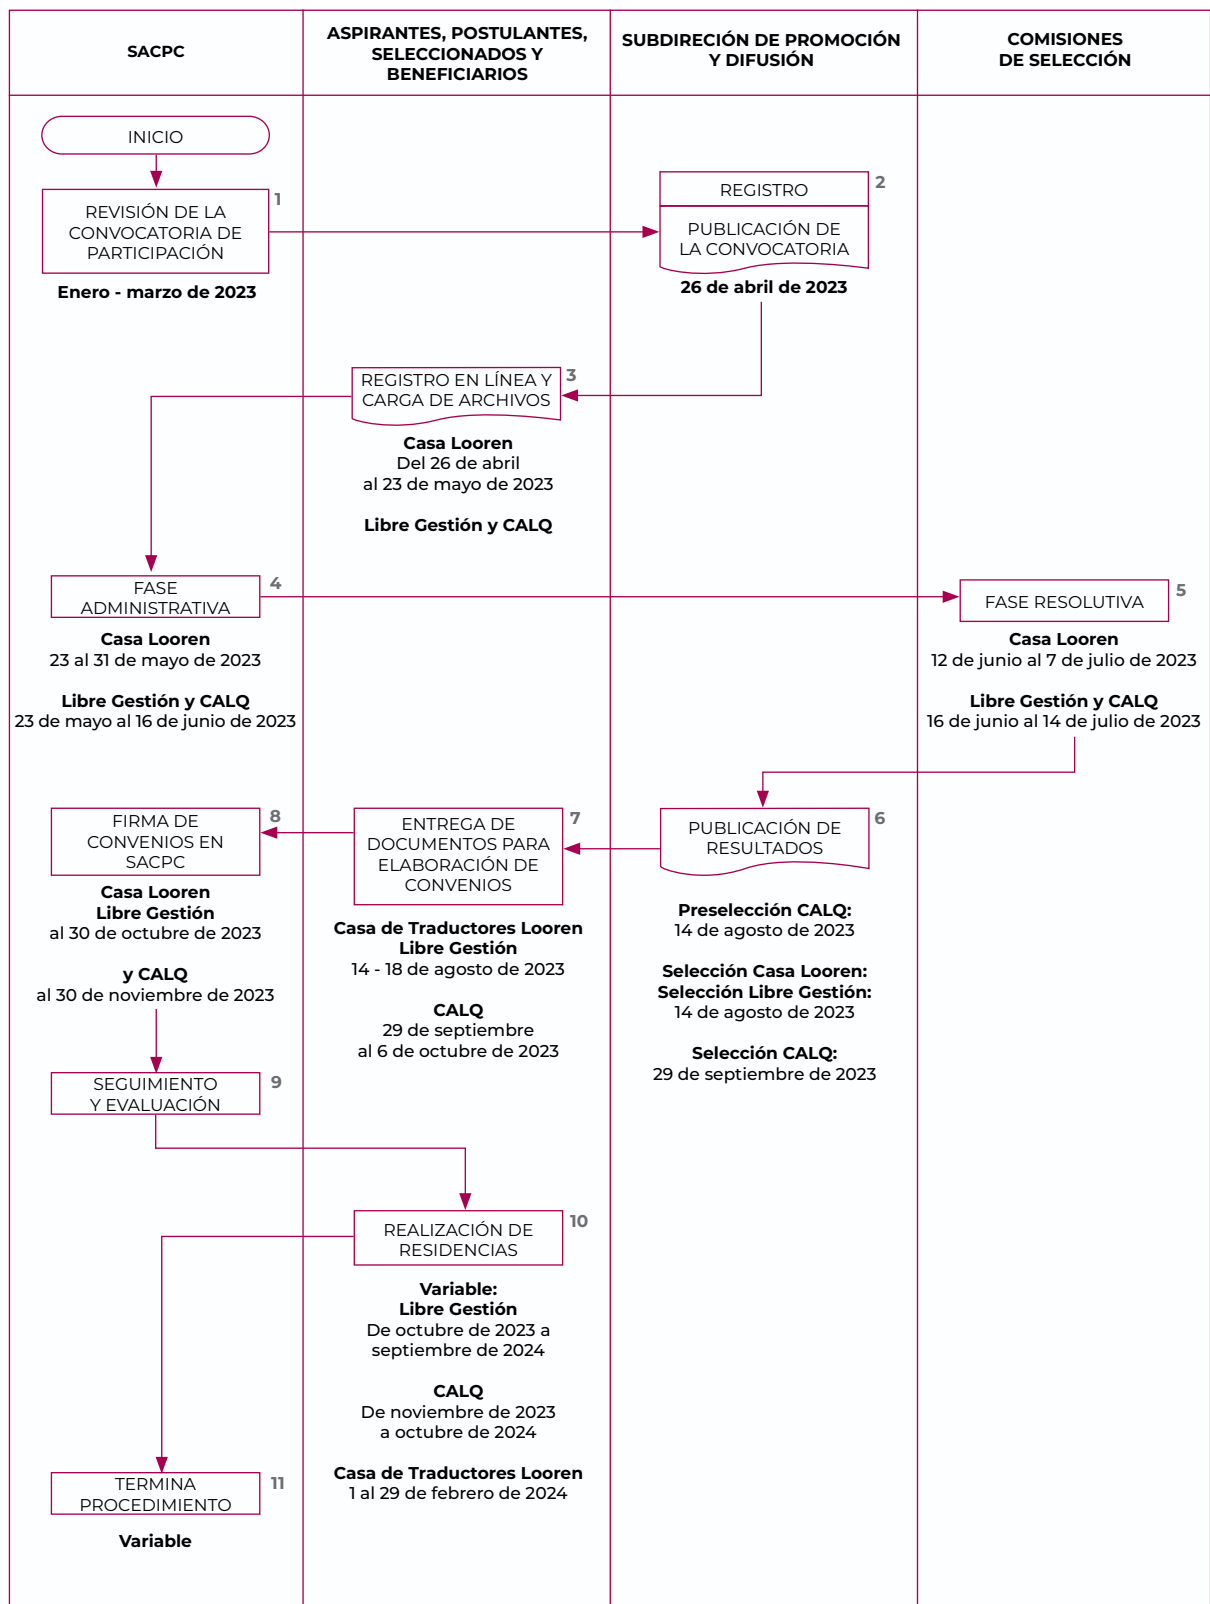 SACPC
ASPIRANTES, POSTULANTES,
SELECCIONADOS Y
BENEFICIARIOS
SUBDIRECIÓN DE PROMOCIÓN
Y DIFUSIÓN
COMISIONES
DE SELECCIÓN
INICIO
1
REVISIÓN DE LA
CONVOCATORIA DE
PARTICIPACIÓN
Enero - marzo de 2023
2
REGISTRO
PUBLICACIÓN DE
LA CONVOCATORIA
26 de abril de 2023
3
REGISTRO EN LÍNEA Y
CARGA DE ARCHIVOS
Casa Looren
Del 26 de abril
al 23 de mayo de 2023
Libre Gestión y CALQ
4
FASE
ADMINISTRATIVA
Casa Looren
23 al 31 de mayo de 2023
Libre Gestión y CALQ
23 de mayo al 16 de junio de 2023
5
FASE RESOLUTIVA
Casa Looren
12 de junio al 7 de julio de 2023
Libre Gestión y CALQ
16 de junio al 14 de julio de 2023
6
PUBLICACIÓN DE
RESULTADOS
Preselección CALQ:
14 de agosto de 2023
Selección Casa Looren:
Selección Libre Gestión:
14 de agosto de 2023
Selección CALQ:
29 de septiembre de 2023
7
ENTREGA DE
DOCUMENTOS PARA
ELABORACIÓN DE
CONVENIOS
Casa de Traductores Looren
Libre Gestión
14 - 18 de agosto de 2023
CALQ
29 de septiembre
al 6 de octubre de 2023
8
FIRMA DE
CONVENIOS EN
SACPC
Casa Looren
Libre Gestión
al 30 de octubre de 2023
y CALQ
al 30 de noviembre de 2023
9
SEGUIMIENTO
Y EVALUACIÓN
10
REALIZACIÓN DE
RESIDENCIAS
Variable:
Libre Gestión
De octubre de 2023 a
septiembre de 2024
CALQ
De noviembre de 2023
a octubre de 2024
Casa de Traductores Looren
1 al 29 de febrero de 2024
11
TERMINA
PROCEDIMIENTO
Variable